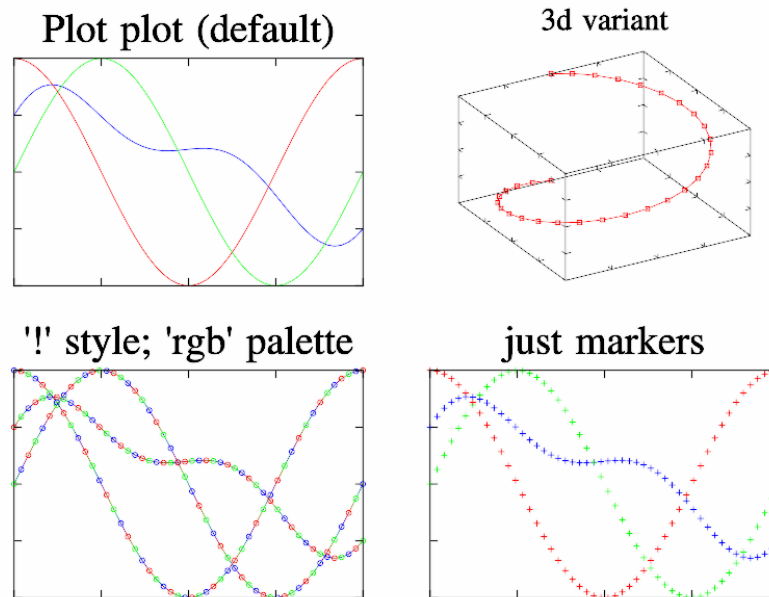 Plot plot (default)
3d variant
'!' style; 'rgb' palette
just markers